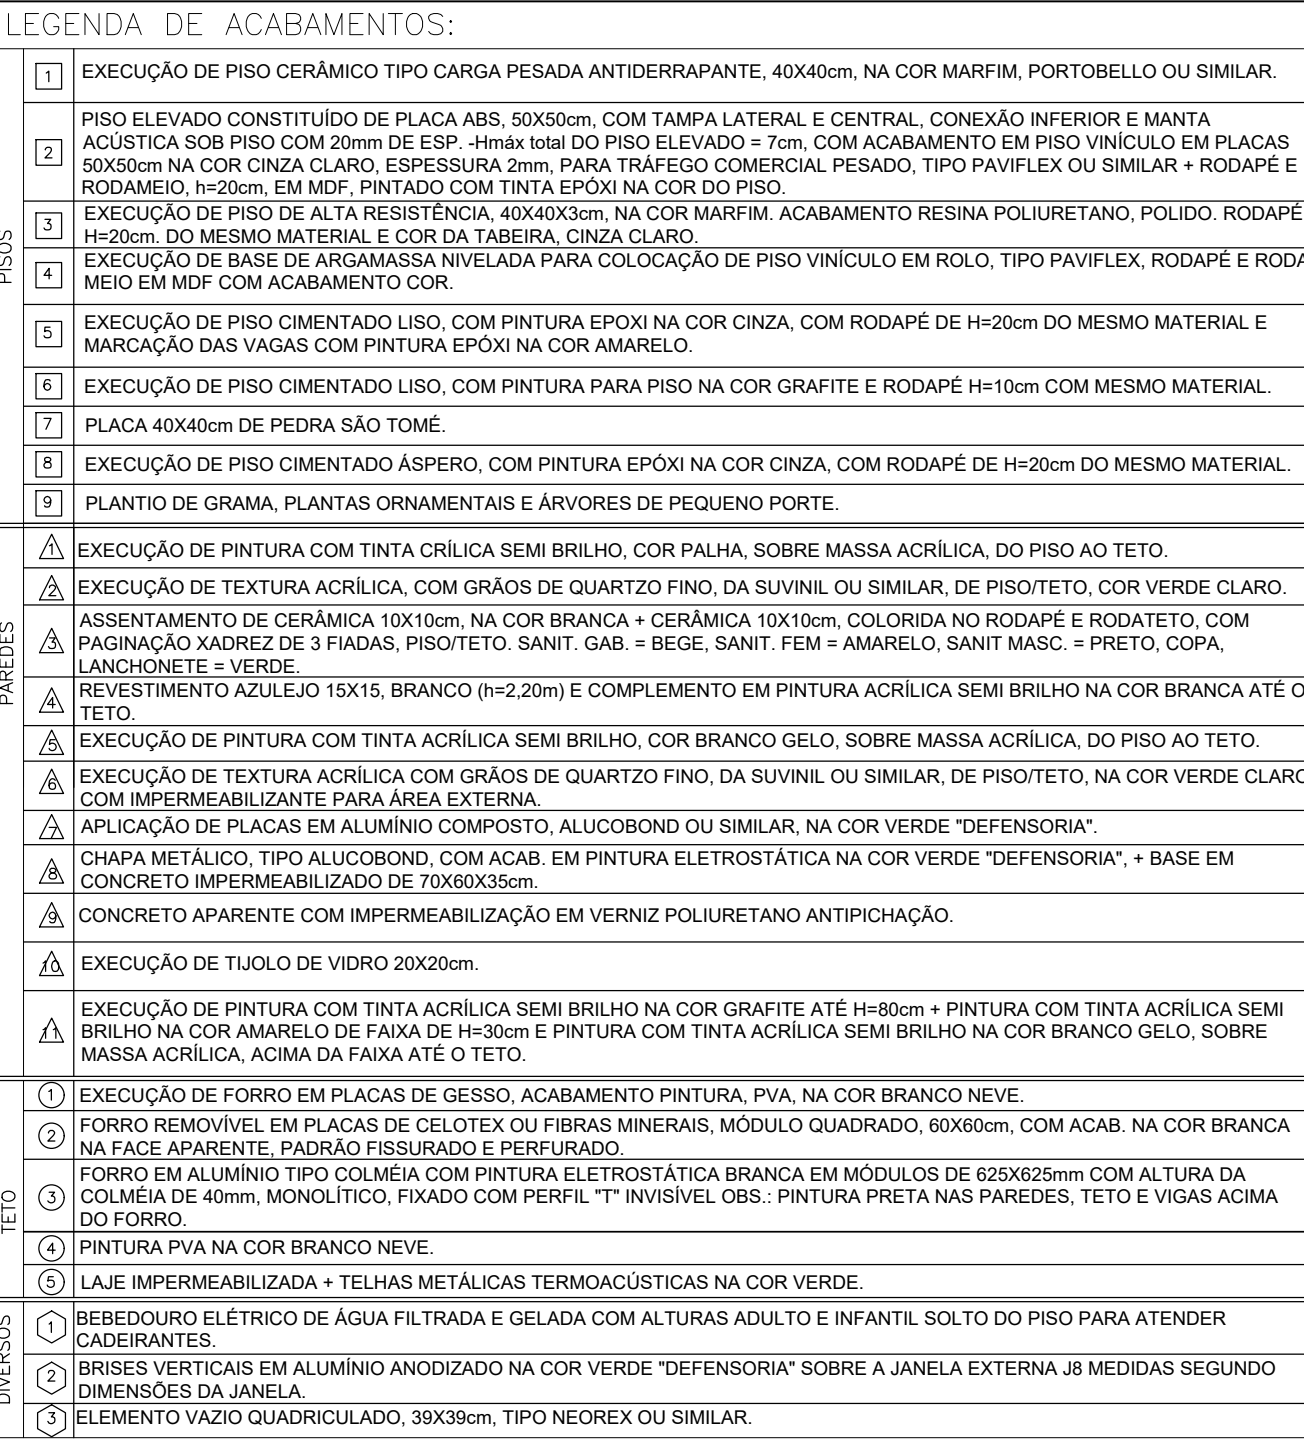 LEGENDA DE ACABAMENTOS:
PISOS
1 EXECUÇÃO DE PISO CERÂMICO TIPO CARGA PESADA ANTIDERRAPANTE, 40X40cm, NA COR MARFIM, PORTOBELLO OU SIMILAR.
2 PISO ELEVADO CONSTITUÍDO DE PLACA ABS, 50X50cm, COM TAMPA LATERAL E CENTRAL, CONEXÃO INFERIOR E MANTA
ACÚSTICA SOB PISO COM 20mm DE ESP. -Hmáx total DO PISO ELEVADO = 7cm, COM ACABAMENTO EM PISO VINÍCULO EM PLACAS
50X50cm NA COR CINZA CLARO, ESPESSURA 2mm, PARA TRÁFEGO COMERCIAL PESADO, TIPO PAVIFLEX OU SIMILAR + RODAPÉ E
RODAMEIO, h=20cm, EM MDF, PINTADO COM TINTA EPÓXI NA COR DO PISO.
3 EXECUÇÃO DE PISO DE ALTA RESISTÊNCIA, 40X40X3cm, NA COR MARFIM. ACABAMENTO RESINA POLIURETANO, POLIDO. RODAPÉ
H=20cm. DO MESMO MATERIAL E COR DA TABEIRA, CINZA CLARO.
4 EXECUÇÃO DE BASE DE ARGAMASSA NIVELADA PARA COLOCAÇÃO DE PISO VINÍCULO EM ROLO, TIPO PAVIFLEX, RODAPÉ E RODA
MEIO EM MDF COM ACABAMENTO COR.
5 EXECUÇÃO DE PISO CIMENTADO LISO, COM PINTURA EPOXI NA COR CINZA, COM RODAPÉ DE H=20cm DO MESMO MATERIAL E
MARCAÇÃO DAS VAGAS COM PINTURA EPÓXI NA COR AMARELO.
6 EXECUÇÃO DE PISO CIMENTADO LISO, COM PINTURA PARA PISO NA COR GRAFITE E RODAPÉ H=10cm COM MESMO MATERIAL.
7 PLACA 40X40cm DE PEDRA SÃO TOMÉ.
8 EXECUÇÃO DE PISO CIMENTADO ÁSPERO, COM PINTURA EPÓXI NA COR CINZA, COM RODAPÉ DE H=20cm DO MESMO MATERIAL.
9 PLANTIO DE GRAMA, PLANTAS ORNAMENTAIS E ÁRVORES DE PEQUENO PORTE.
PAREDES
1 EXECUÇÃO DE PINTURA COM TINTA CRÍLICA SEMI BRILHO, COR PALHA, SOBRE MASSA ACRÍLICA, DO PISO AO TETO.
2 EXECUÇÃO DE TEXTURA ACRÍLICA, COM GRÃOS DE QUARTZO FINO, DA SUVINIL OU SIMILAR, DE PISO/TETO, COR VERDE CLARO.
3 ASSENTAMENTO DE CERÂMICA 10X10cm, NA COR BRANCA + CERÂMICA 10X10cm, COLORIDA NO RODAPÉ E RODATETO, COM
PAGINAÇÃO XADREZ DE 3 FIADAS, PISO/TETO. SANIT. GAB. = BEGE, SANIT. FEM = AMARELO, SANIT MASC. = PRETO, COPA,
LANCHONETE = VERDE.
4 REVESTIMENTO AZULEJO 15X15, BRANCO (h=2,20m) E COMPLEMENTO EM PINTURA ACRÍLICA SEMI BRILHO NA COR BRANCA ATÉ O
TETO.
5 EXECUÇÃO DE PINTURA COM TINTA ACRÍLICA SEMI BRILHO, COR BRANCO GELO, SOBRE MASSA ACRÍLICA, DO PISO AO TETO.
6 EXECUÇÃO DE TEXTURA ACRÍLICA COM GRÃOS DE QUARTZO FINO, DA SUVINIL OU SIMILAR, DE PISO/TETO, NA COR VERDE CLARO
COM IMPERMEABILIZANTE PARA ÁREA EXTERNA.
7 APLICAÇÃO DE PLACAS EM ALUMÍNIO COMPOSTO, ALUCOBOND OU SIMILAR, NA COR VERDE "DEFENSORIA".
8 CHAPA METÁLICO, TIPO ALUCOBOND, COM ACAB. EM PINTURA ELETROSTÁTICA NA COR VERDE "DEFENSORIA", + BASE EM
CONCRETO IMPERMEABILIZADO DE 70X60X35cm.
9 CONCRETO APARENTE COM IMPERMEABILIZAÇÃO EM VERNIZ POLIURETANO ANTIPICHAÇÃO.
10 EXECUÇÃO DE TIJOLO DE VIDRO 20X20cm.
11 EXECUÇÃO DE PINTURA COM TINTA ACRÍLICA SEMI BRILHO NA COR GRAFITE ATÉ H=80cm + PINTURA COM TINTA ACRÍLICA SEMI
BRILHO NA COR AMARELO DE FAIXA DE H=30cm E PINTURA COM TINTA ACRÍLICA SEMI BRILHO NA COR BRANCO GELO, SOBRE
MASSA ACRÍLICA, ACIMA DA FAIXA ATÉ O TETO.
TETO
1 EXECUÇÃO DE FORRO EM PLACAS DE GESSO, ACABAMENTO PINTURA, PVA, NA COR BRANCO NEVE.
2 FORRO REMOVÍVEL EM PLACAS DE CELOTEX OU FIBRAS MINERAIS, MÓDULO QUADRADO, 60X60cm, COM ACAB. NA COR BRANCA
NA FACE APARENTE, PADRÃO FISSURADO E PERFURADO.
3 FORRO EM ALUMÍNIO TIPO COLMÉIA COM PINTURA ELETROSTÁTICA BRANCA EM MÓDULOS DE 625X625mm COM ALTURA DA
COLMÉIA DE 40mm, MONOLÍTICO, FIXADO COM PERFIL "T" INVISÍVEL OBS.: PINTURA PRETA NAS PAREDES, TETO E VIGAS ACIMA
DO FORRO.
4 PINTURA PVA NA COR BRANCO NEVE.
5 LAJE IMPERMEABILIZADA + TELHAS METÁLICAS TERMOACÚSTICAS NA COR VERDE.
DIVERSOS
1 BEBEDOURO ELÉTRICO DE ÁGUA FILTRADA E GELADA COM ALTURAS ADULTO E INFANTIL SOLTO DO PISO PARA ATENDER
CADEIRANTES.
2 BRISES VERTICAIS EM ALUMÍNIO ANODIZADO NA COR VERDE "DEFENSORIA" SOBRE A JANELA EXTERNA J8 MEDIDAS SEGUNDO
DIMENSÕES DA JANELA.
3 ELEMENTO VAZIO QUADRICULADO, 39X39cm, TIPO NEOREX OU SIMILAR.